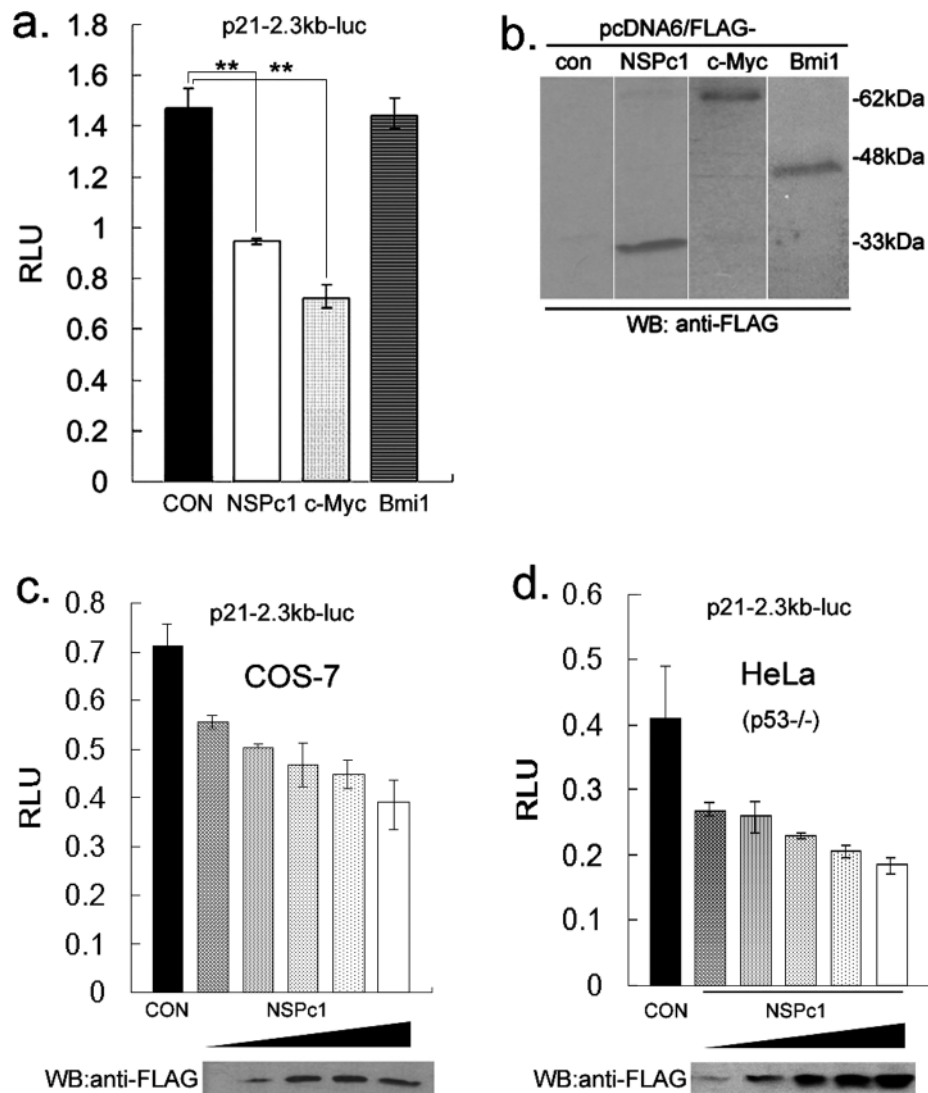 a.
p21-2.3kb-luc
1.8
1.6
1.4
1.2
1
0.8
0.6
0.4
0.2
0
RLU
** **
CON NSPc1 c-Myc Bmi1
b.
pcDNA6/FLAG-
con NSPc1 c-Myc Bmi1
-62kDa
-48kDa
-33kDa
WB: anti-FLAG
c.
p21-2.3kb-luc
COS-7
0.8
0.7
0.6
0.5
0.4
0.3
0.2
0.1
0
RLU
CON NSPc1
WB:anti-FLAG
d.
p21-2.3kb-luc
HeLa
(p53-/-)
0.6
0.5
0.4
0.3
0.2
0.1
0
RLU
CON NSPc1
WB:anti-FLAG